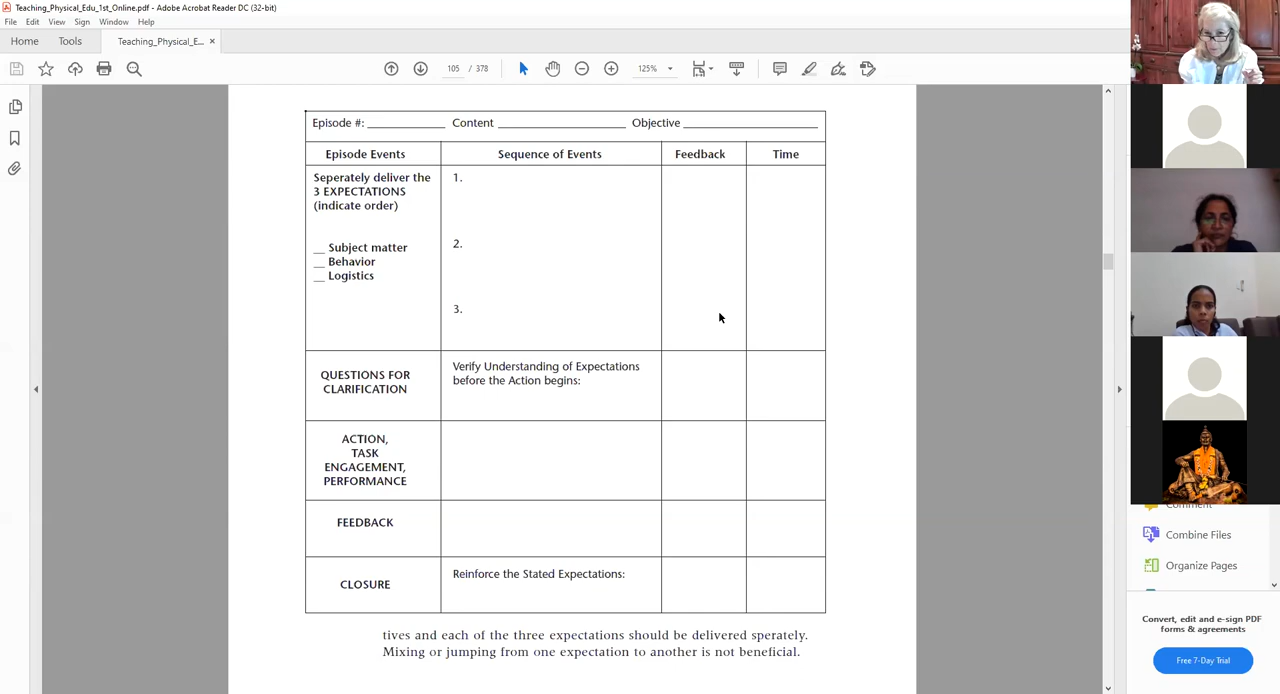 Teaching_Physical_Edu_1st_Online.pdf - Adobe Acrobat Reader DC (32-bit)
File Edit View Sign Window Help
Home Tools Teaching_Physical_E... ×
105 / 378 125%
Episode #: __________ Content __________________ Objective __________________
Episode Events Sequence of Events Feedback Time
Seperately deliver the
3 EXPECTATIONS
(indicate order)
__ Subject matter
__ Behavior
__ Logistics
1.
2.
3.
QUESTIONS FOR
CLARIFICATION
Verify Understanding of Expectations
before the Action begins:
ACTION,
TASK
ENGAGEMENT,
PERFORMANCE
FEEDBACK
CLOSURE
Reinforce the Stated Expectations:
tives and each of the three expectations should be delivered sperately.
Mixing or jumping from one expectation to another is not beneficial.
Comment
Combine Files
Organize Pages
Convert, edit and e-sign PDF
forms & agreements
Free 7-Day Trial